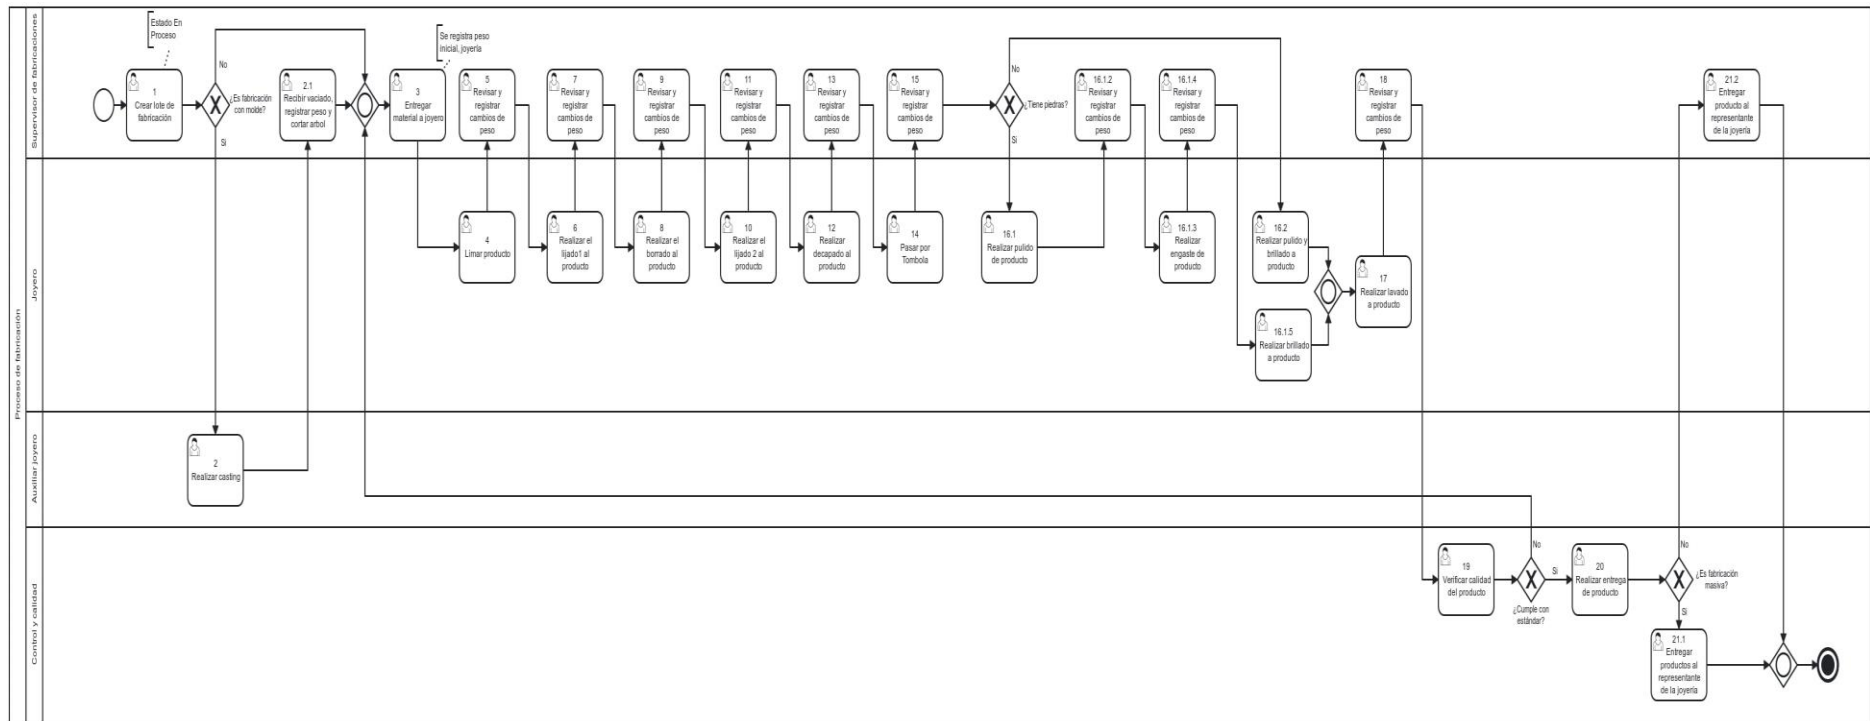 Proceso de fabricación
Supervisor de fabricaciones
Estado En
Proceso
1
Crear lote de
fabricación
No
¿Es fabricación
con molde?
Si
2.1
Recibir vaciado,
registrar peso y
cortar arbol
Se registra peso
inicial, joyería
3
Entregar
material a joyero
5
Revisar y
registrar
cambios de
peso
7
Revisar y
registrar
cambios de
peso
9
Revisar y
registrar
cambios de
peso
11
Revisar y
registrar
cambios de
peso
13
Revisar y
registrar
cambios de
peso
15
Revisar y
registrar
cambios de
peso
No
¿Tiene piedras?
Si
16.1.2
Revisar y
registrar
cambios de
peso
16.1.4
Revisar y
registrar
cambios de
peso
18
Revisar y
registrar
cambios de
peso
21.2
Entregar
producto al
representante
de la joyería
Joyero
4
Limar producto
6
Realizar el
lijado1 al
producto
8
Realizar el
borrado al
producto
10
Realizar el
lijado 2 al
producto
12
Realizar
decapado al
producto
14
Pasar por
Tombola
16.1
Realizar pulido
de producto
16.1.3
Realizar
engaste de
producto
16.2
Realizar pulido y
brillado a
producto
16.1.5
Realizar brillado
a producto
17
Realizar lavado
a producto
Auxiliar joyero
2
Realizar casting
Control y calidad
19
Verificar calidad
del producto
No
Si
¿Cumple con
estándar?
20
Realizar entrega
de producto
No
¿Es fabricación
masiva?
Si
21.1
Entregar
productos al
representante
de la joyería